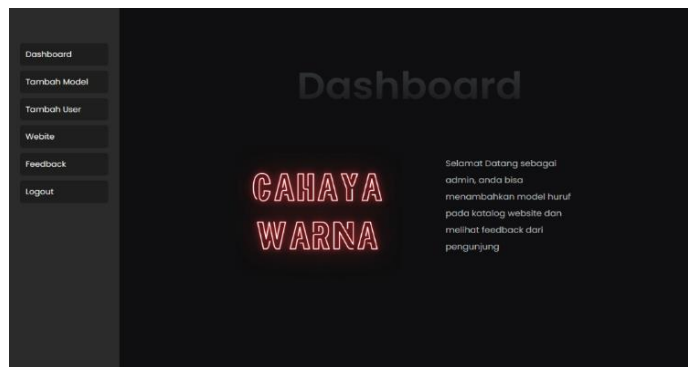 Dashboard
Tambah Model
Tambah User
Webite
Feedback
Logout
Dashboard
CAHAYA
WARNA
Selamat Datang sebagai
admin, anda bisa
menambahkan model huruf
pada katalog website dan
melihat feedback dari
pengunjung